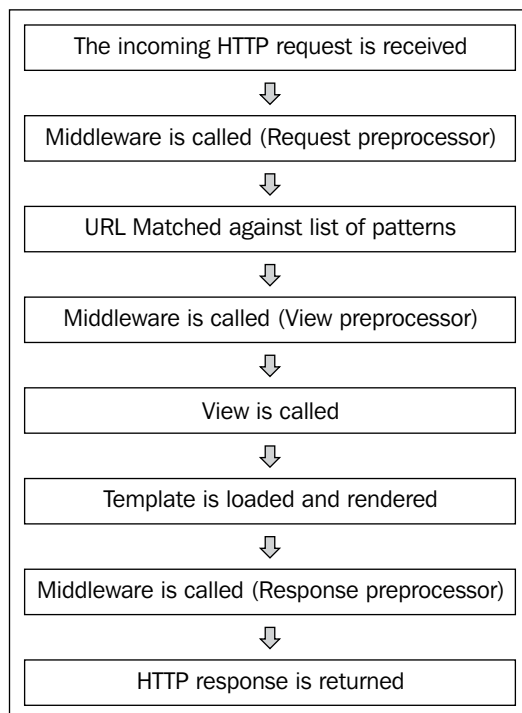 The incoming HTTP request is received
Middleware is called (Request preprocessor)
URL Matched against list of patterns
Middleware is called (View preprocessor)
View is called
Template is loaded and rendered
Middleware is called (Response preprocessor)
HTTP response is returned